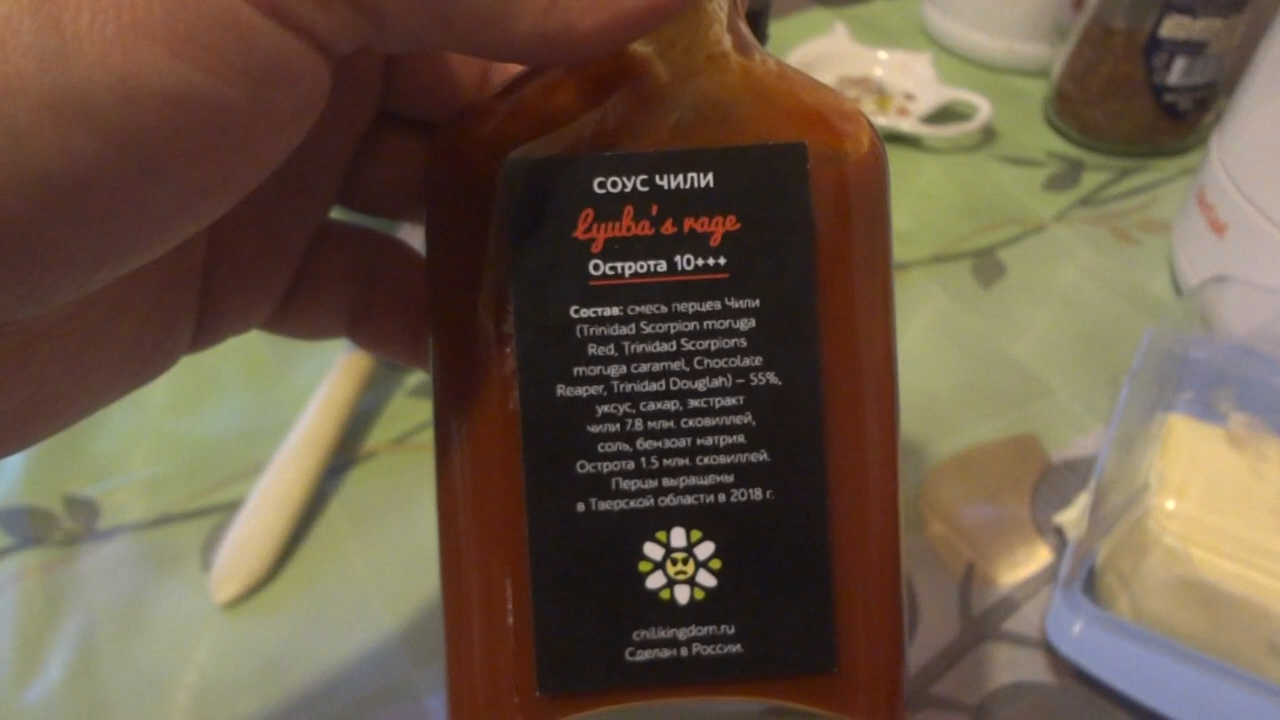 СОУС ЧИЛИ
Lyuba's rage
Острота 10+++
Состав: смесь перцев Чили
(Trinidad Scorpion moruga
Red, Trinidad Scorpions
moruga caramel, Chocolate
Reaper, Trinidad Douglah) – 55%,
уксус, сахар, экстракт
чили 7.8 млн. сковиллей,
соль, бензоат натрия.
Острота 1.5 млн. сковиллей.
Перцы выращены
в Тверской области в 2018 г.
chilikingdom.ru
Сделан в России.